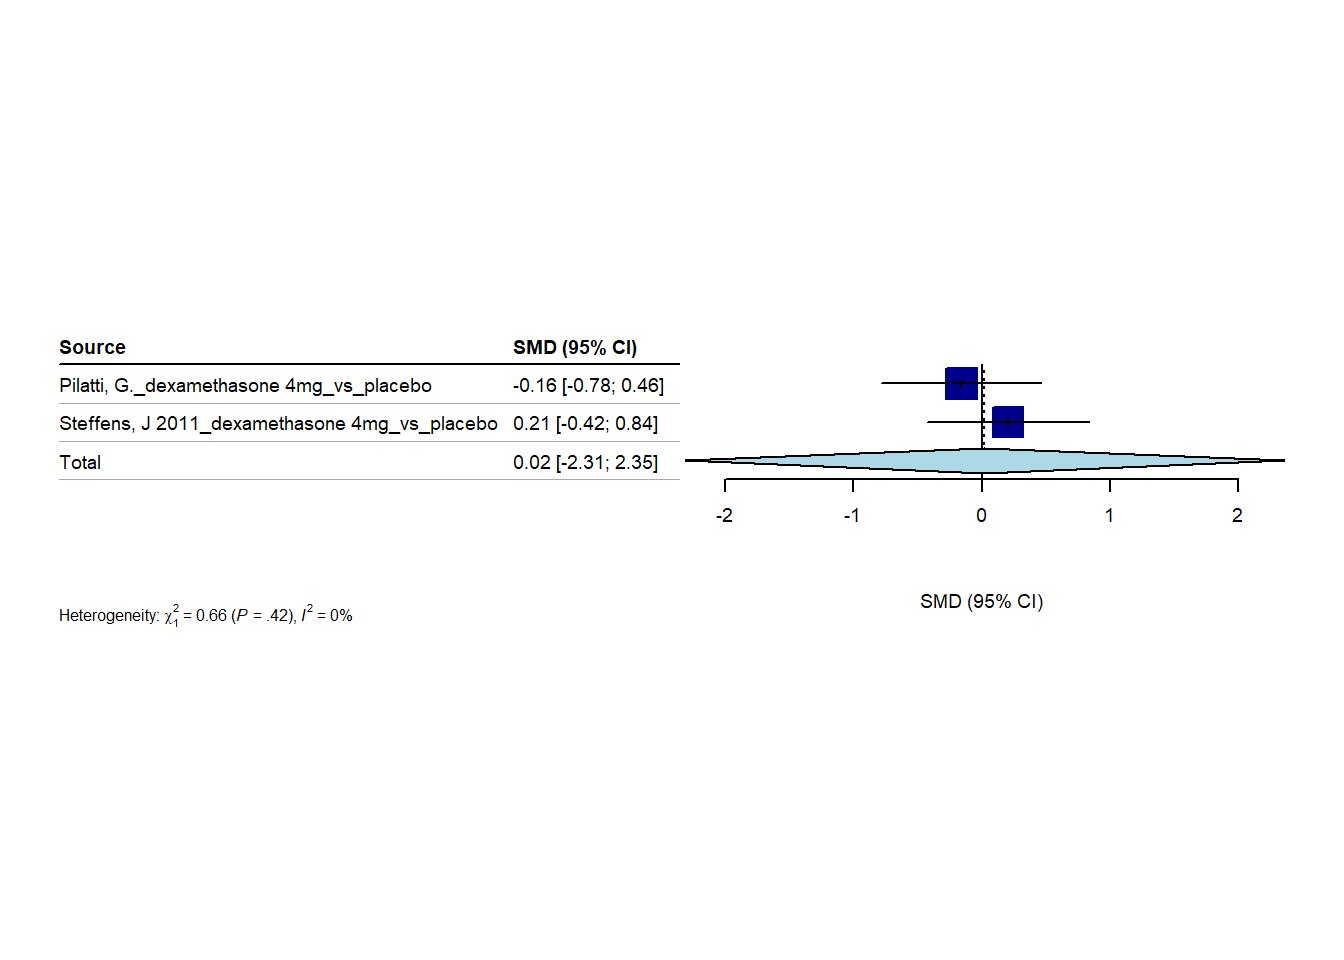 Source SMD (95% CI)
Pilatti, G._dexamethasone 4mg_vs_placebo -0.16 [-0.78; 0.46]
Steffens, J 2011_dexamethasone 4mg_vs_placebo 0.21 [-0.42; 0.84]
Total 0.02 [-2.31; 2.35]
-2 -1 0 1 2
SMD (95% CI)
Heterogeneity: χ²₁ = 0.66 (P = .42), I² = 0%